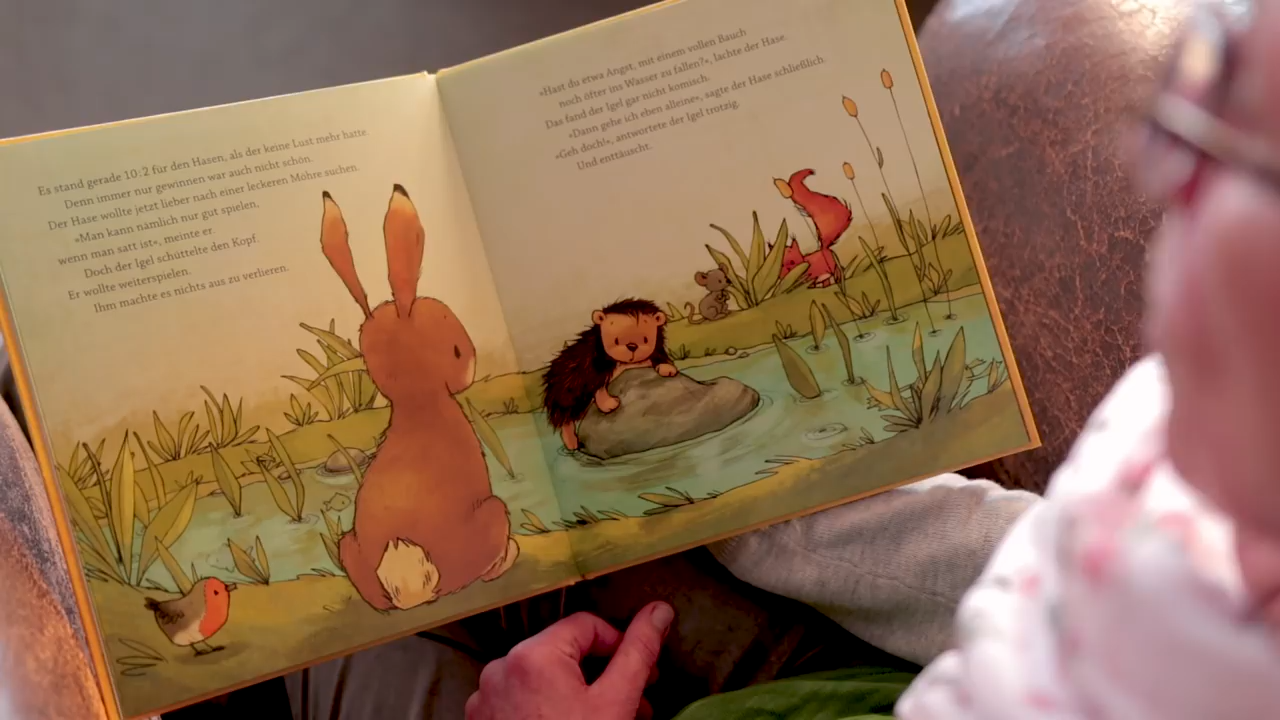 Es stand gerade 10:2 für den Hasen, als der keine Lust mehr hatte.
Denn immer nur gewinnen war auch nicht schön.
Der Hase wollte jetzt lieber nach einer leckeren Möhre suchen.
»Man kann nämlich nur gut spielen,
wenn man satt ist«, meinte er.
Doch der Igel schüttelte den Kopf.
Er wollte weiterspielen.
Ihm machte es nichts aus zu verlieren.
»Hast du etwa Angst, mit einem vollen Bauch
noch öfter ins Wasser zu fallen?«, lachte der Hase.
Das fand der Igel gar nicht komisch.
»Dann gehe ich eben alleine«, sagte der Hase schließlich.
»Geh doch!«, antwortete der Igel trotzig.
Und enttäuscht.